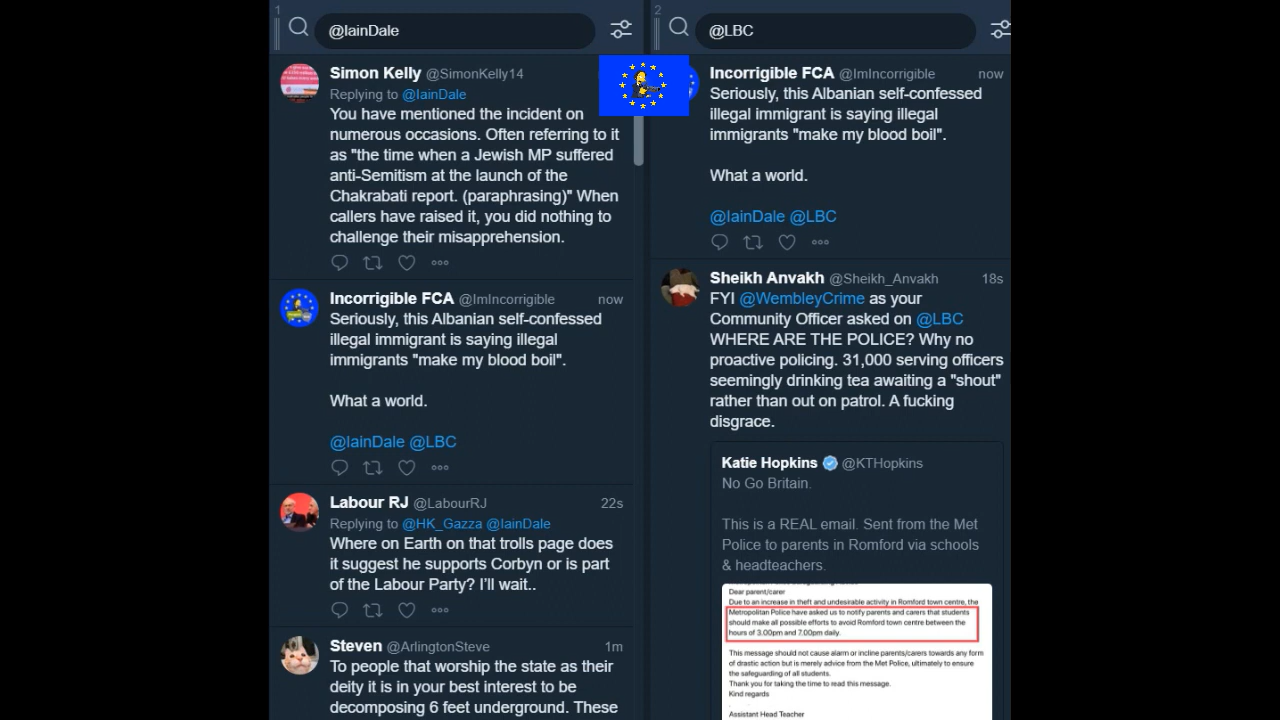 1
@IainDale
Simon Kelly @SimonKelly14
Replying to @IainDale
You have mentioned the incident on
numerous occasions. Often referring to it
as "the time when a Jewish MP suffered
anti-Semitism at the launch of the
Chakrabati report. (paraphrasing)" When
callers have raised it, you did nothing to
challenge their misapprehension.
Incorrigible FCA @ImIncorrigible now
Seriously, this Albanian self-confessed
illegal immigrant is saying illegal
immigrants "make my blood boil".
What a world.
@IainDale @LBC
Labour RJ @LabourRJ 22s
Replying to @HK_Gazza @IainDale
Where on Earth on that trolls page does
it suggest he supports Corbyn or is part
of the Labour Party? I'll wait..
Steven @ArlingtonSteve 1m
To people that worship the state as their
deity it is in your best interest to be
decomposing 6 feet underground. These
2
@LBC
Incorrigible FCA @ImIncorrigible now
Seriously, this Albanian self-confessed
illegal immigrant is saying illegal
immigrants "make my blood boil".
What a world.
@IainDale @LBC
Sheikh Anvakh @Sheikh_Anvakh 18s
FYI @WembleyCrime as your
Community Officer asked on @LBC
WHERE ARE THE POLICE? Why no
proactive policing. 31,000 serving officers
seemingly drinking tea awaiting a "shout"
rather than out on patrol. A fucking
disgrace.
Katie Hopkins @KTHopkins
No Go Britain.
This is a REAL email. Sent from the Met
Police to parents in Romford via schools
& headteachers.
Dear parent/carer
Due to an increase in theft and undesirable activity in Romford town centre, the
Metropolitan Police have asked us to notify parents and carers that students
should make all possible efforts to avoid Romford town centre between the
hours of 3.00pm and 7.00pm daily.
This message should not cause alarm or incline parents/carers towards any form
of drastic action but is merely advice from the Met Police, ultimately to ensure
the safeguarding of all students.
Thank you for taking the time to read this message.
Kind regards
Assistant Head Teacher